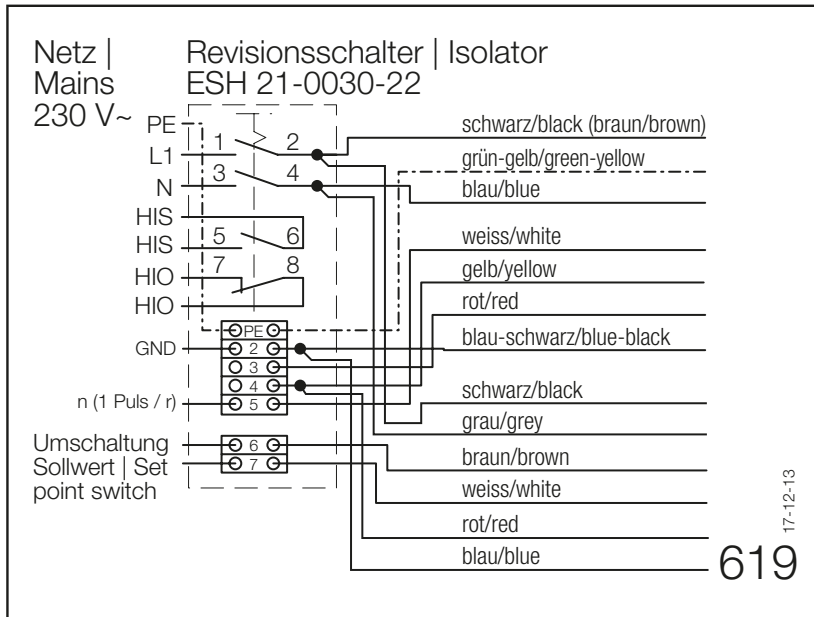 Netz |
Mains
230 V~
Revisionsschalter | Isolator
ESH 21-0030-22
PE
L1
N
HIS
HIS
HIO
HIO
GND
n (1 Puls / r)
Umschaltung
Sollwert | Set
point switch
1 2
3 4
5 6
7 8
PE
2
3
4
5
6
7
schwarz/black (braun/brown)
grün-gelb/green-yellow
blau/blue
weiss/white
gelb/yellow
rot/red
blau-schwarz/blue-black
schwarz/black
grau/grey
braun/brown
weiss/white
rot/red
blau/blue
17-12-13
619